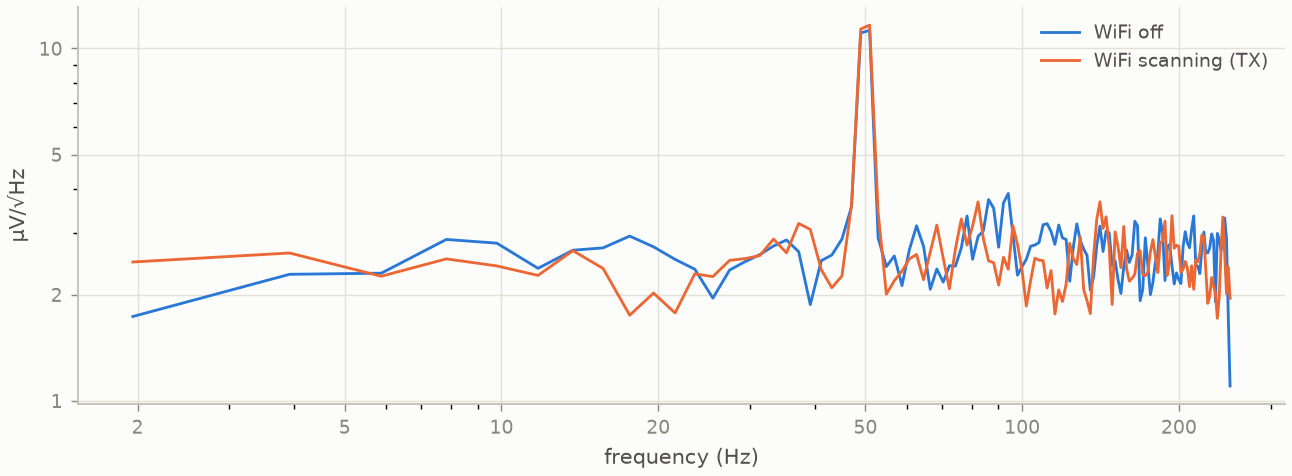 WiFi off
WiFi scanning (TX)
10
5
2
1
µV/√Hz
2 5 10 20 50 100 200
frequency (Hz)